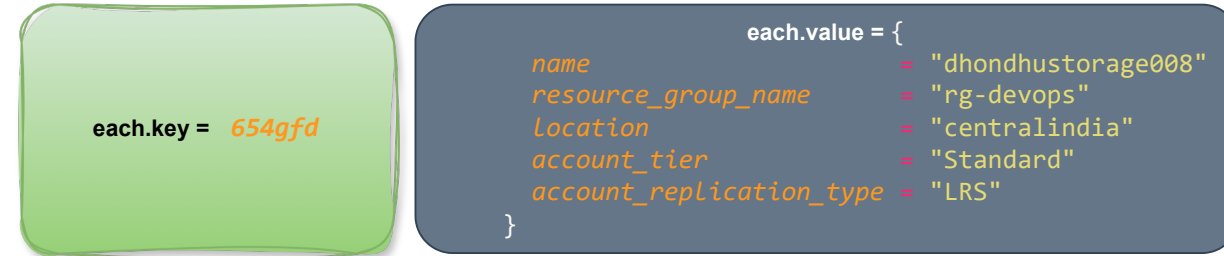 each.key = 654gfd
each.value = {
name = "dhondhustorage008"
resource_group_name = "rg-devops"
location = "centralindia"
account_tier = "Standard"
account_replication_type = "LRS"
}